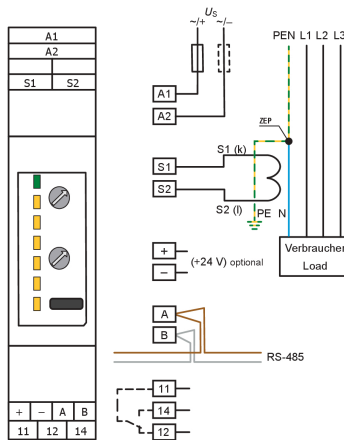 A1
A2
S1 S2
+ − A B
11 12 14
US
~/+ ~/–
A1
A2
S1
S2
S1 (k)
S2 (l)
ZEP
PEN L1 L2 L3
PE N
Verbraucher
Load
+
−
(+24 V) optional
A
B
RS-485
11
14
12